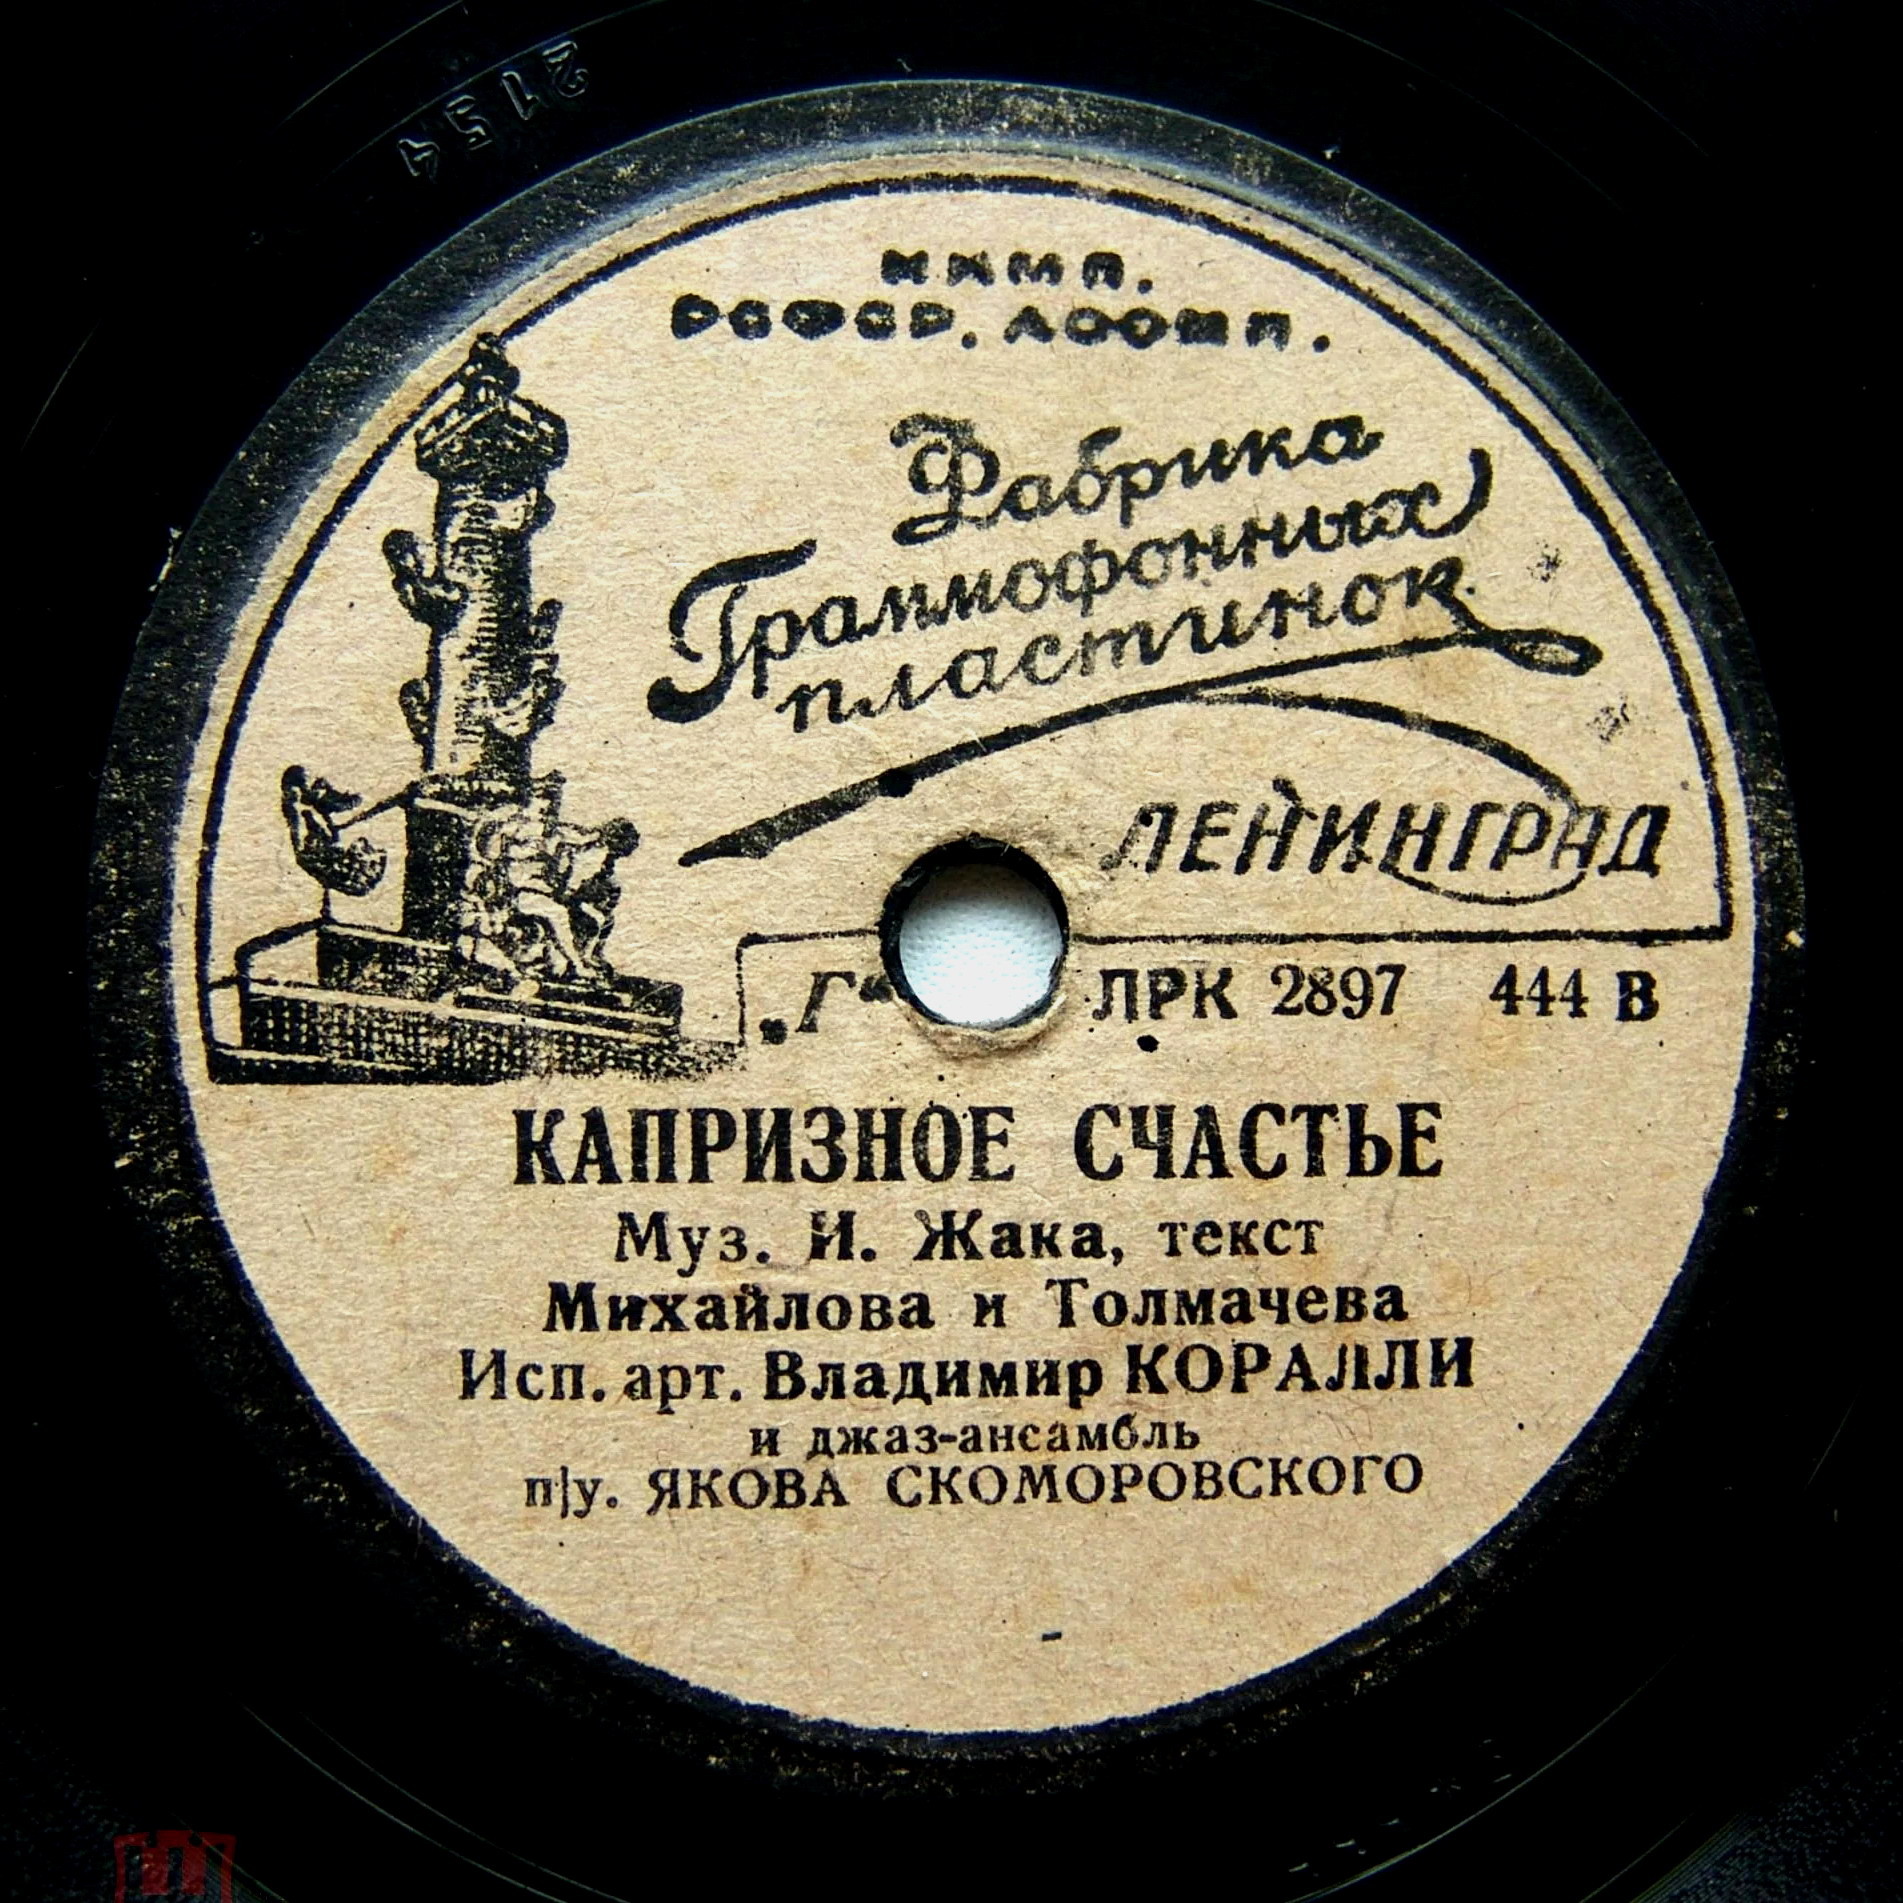 2154
НКМП.
РСФСР. ЛООМП.
Фабрика
Граммофонных
пластинок
ЛЕНИНГРАД
„Г“ ЛРК 2897 444 В
КАПРИЗНОЕ СЧАСТЬЕ
Муз. И. Жака, текст
Михайлова и Толмачева
Исп. арт. Владимир КОРАЛЛИ
и джаз-ансамбль
п/у. ЯКОВА СКОМОРОВСКОГО